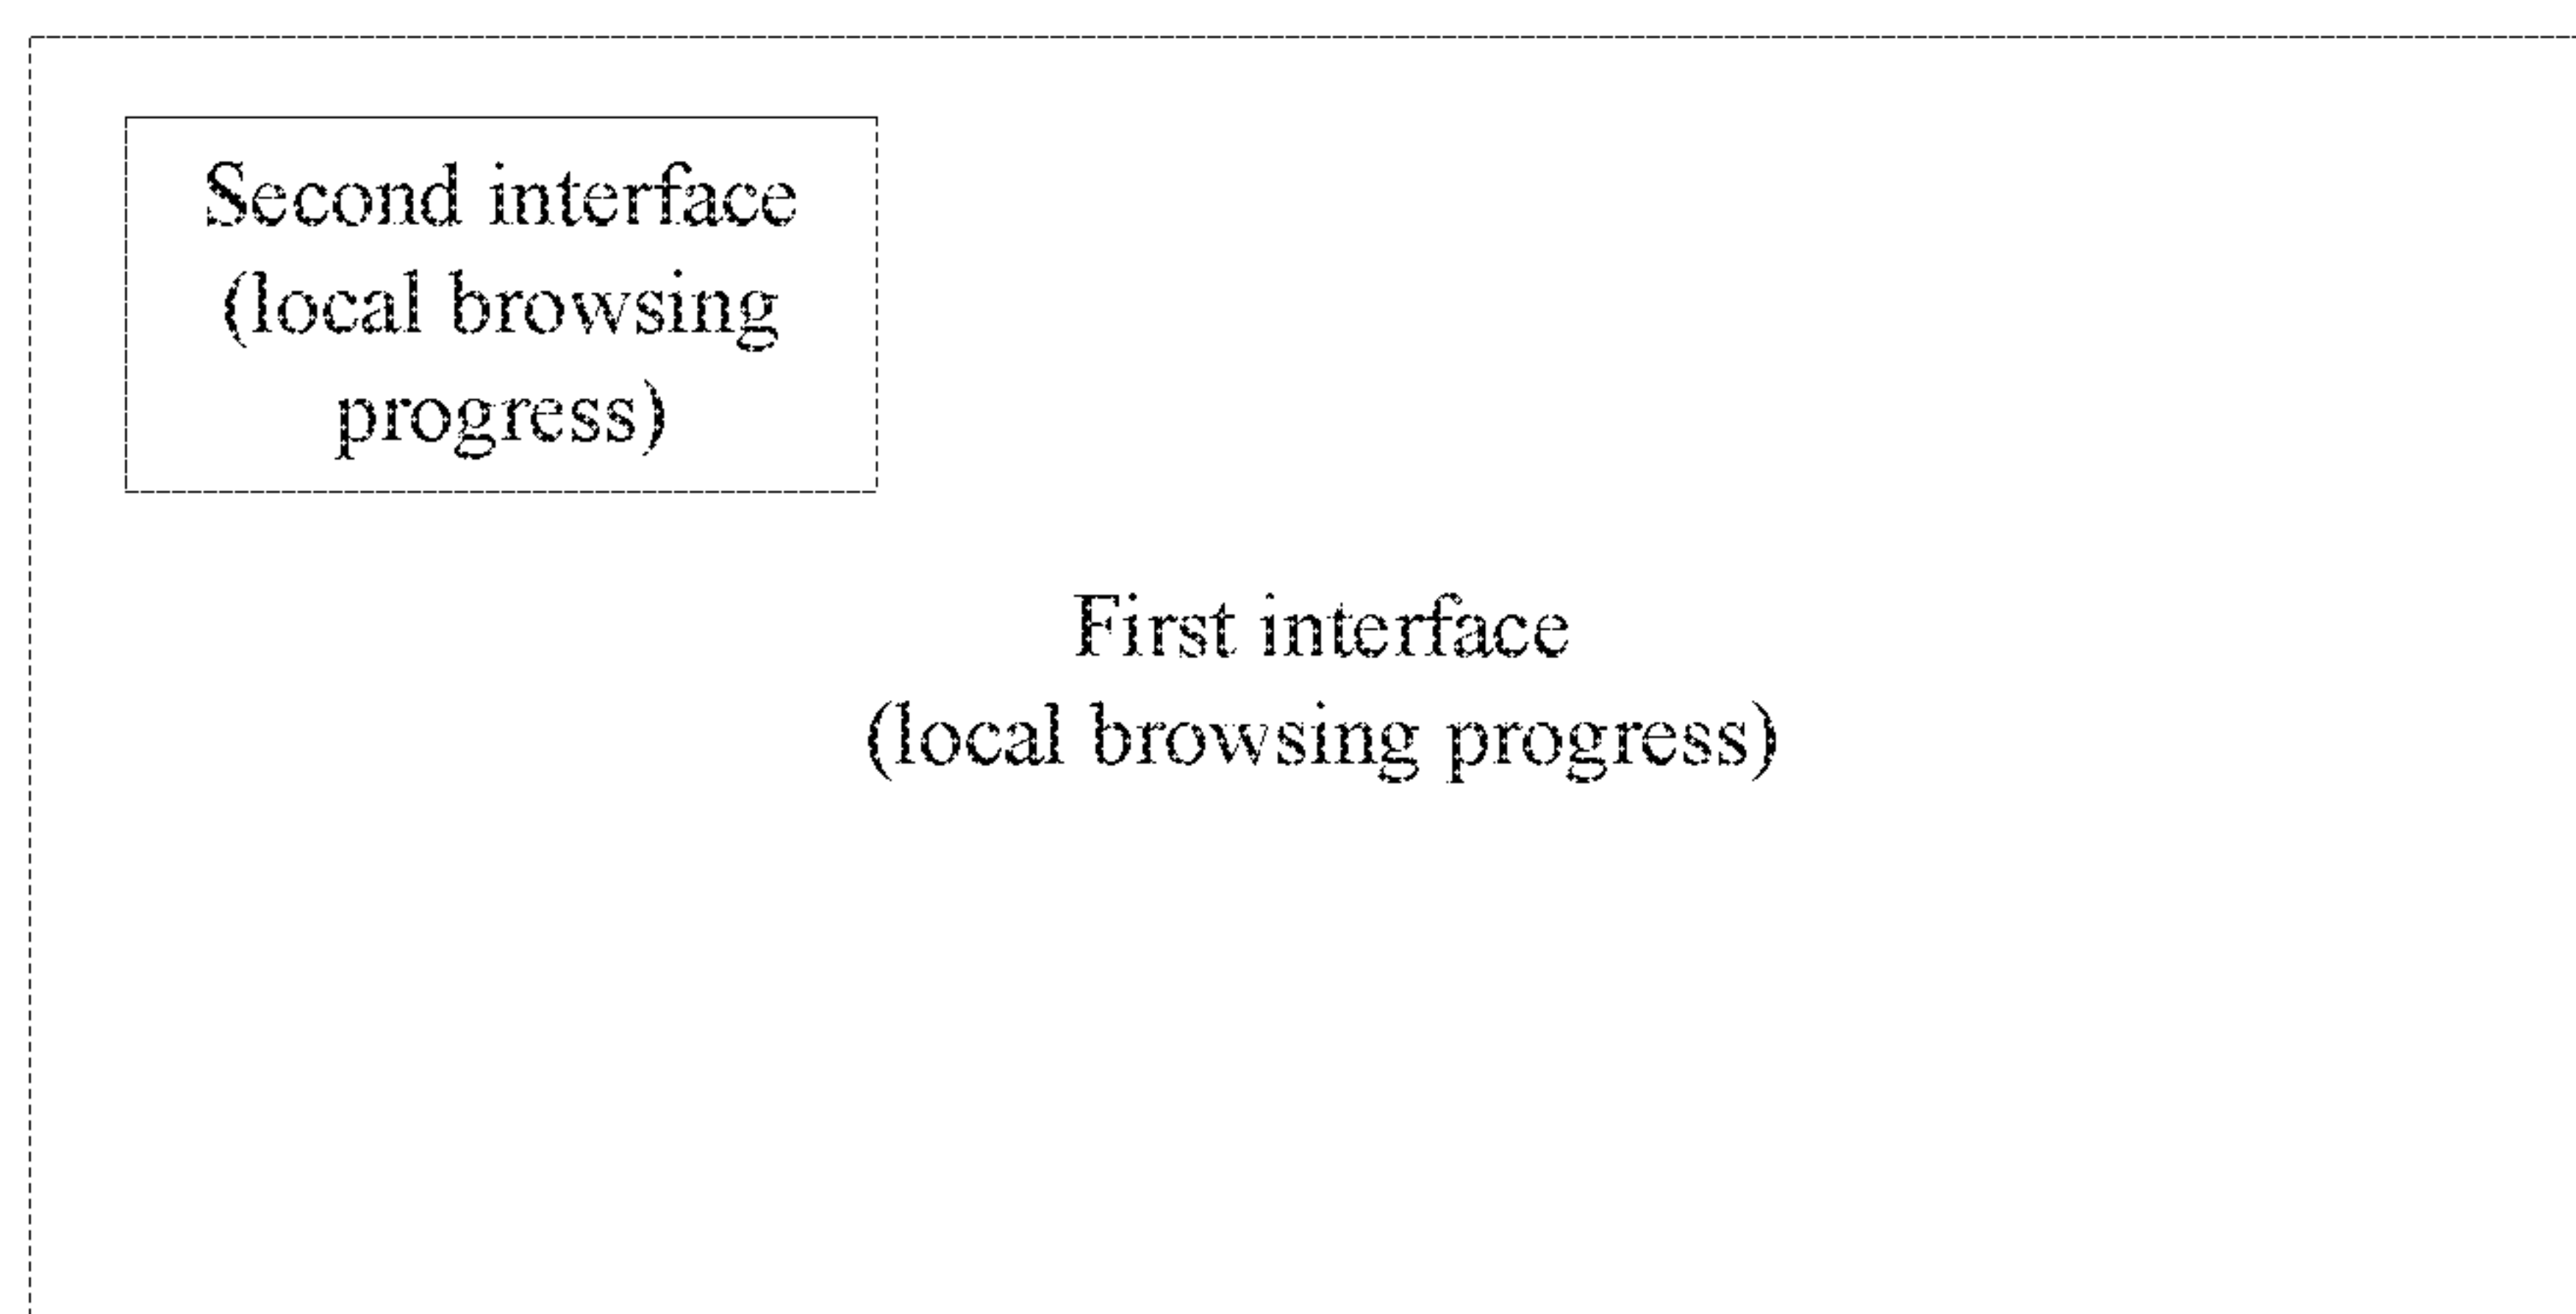 Second interface
(local browsing
progress)
First interface
(local browsing progress)